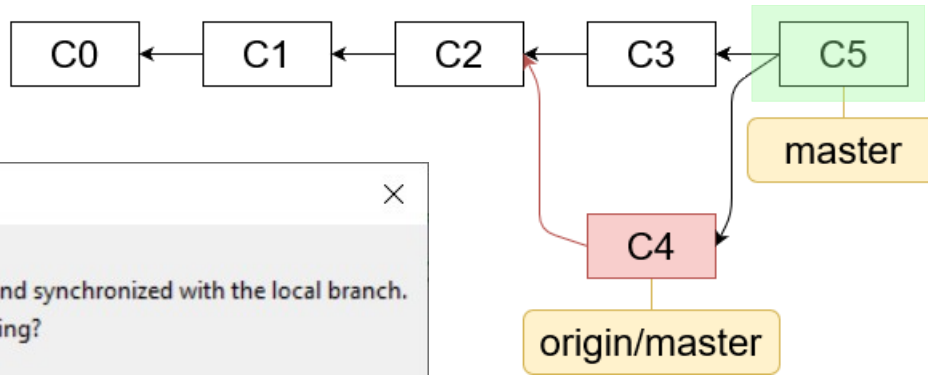 C0
C1
C2
C3
C5
master
C4
nd synchronized with the local branch.
ing?
origin/master